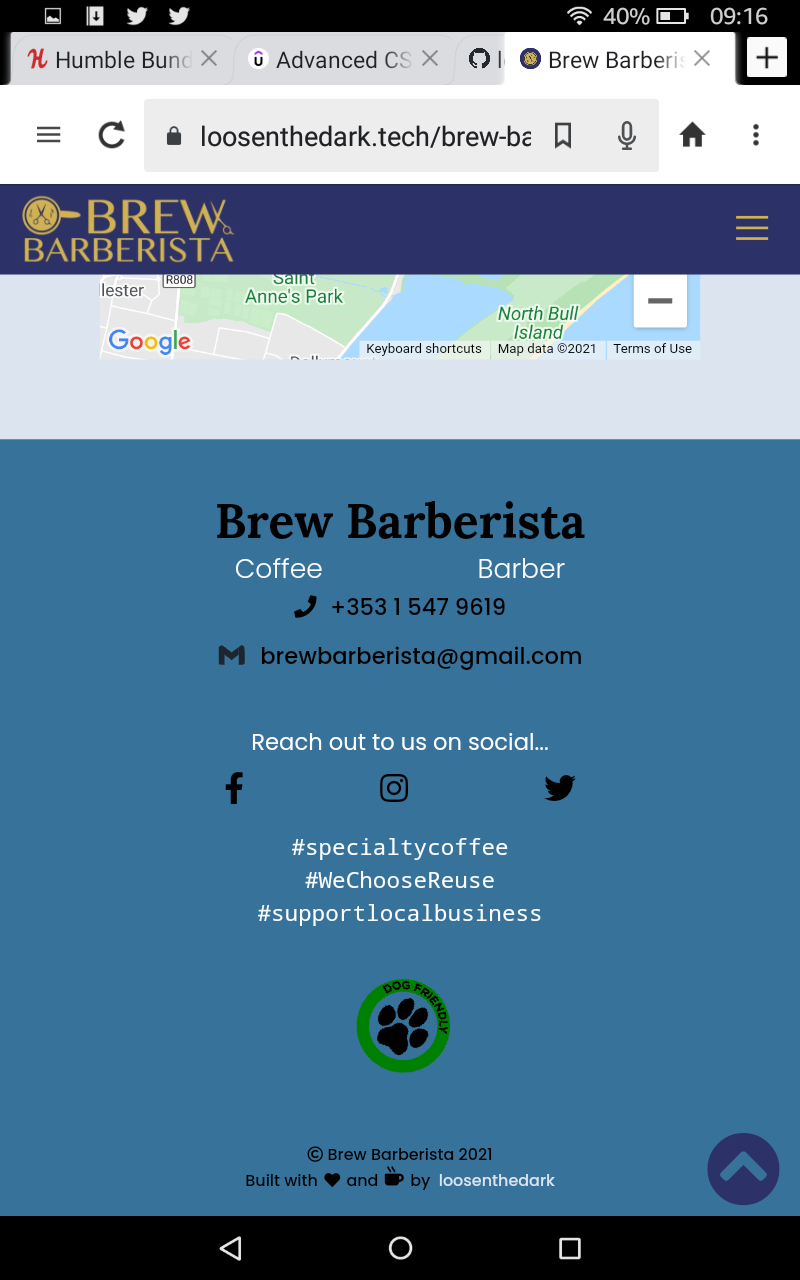 40% 09:16
Humble Bund Advanced CS Brew Barberis
loosenthedark.tech/brew-ba
BREW
BARBERISTA
lester R808 Saint
Anne's Park
North Bull
Island
Google
Keyboard shortcuts Map data ©2021 Terms of Use
Brew Barberista
Coffee Barber
+353 1 547 9619
brewbarberista@gmail.com
Reach out to us on social...
#specialtycoffee
#WeChooseReuse
#supportlocalbusiness
DOG FRIENDLY
© Brew Barberista 2021
Built with and by loosenthedark